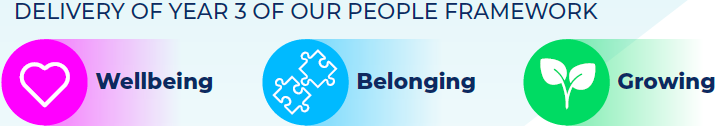 DELIVERY OF YEAR 3 OF OUR PEOPLE FRAMEWORK
Wellbeing Belonging Growing